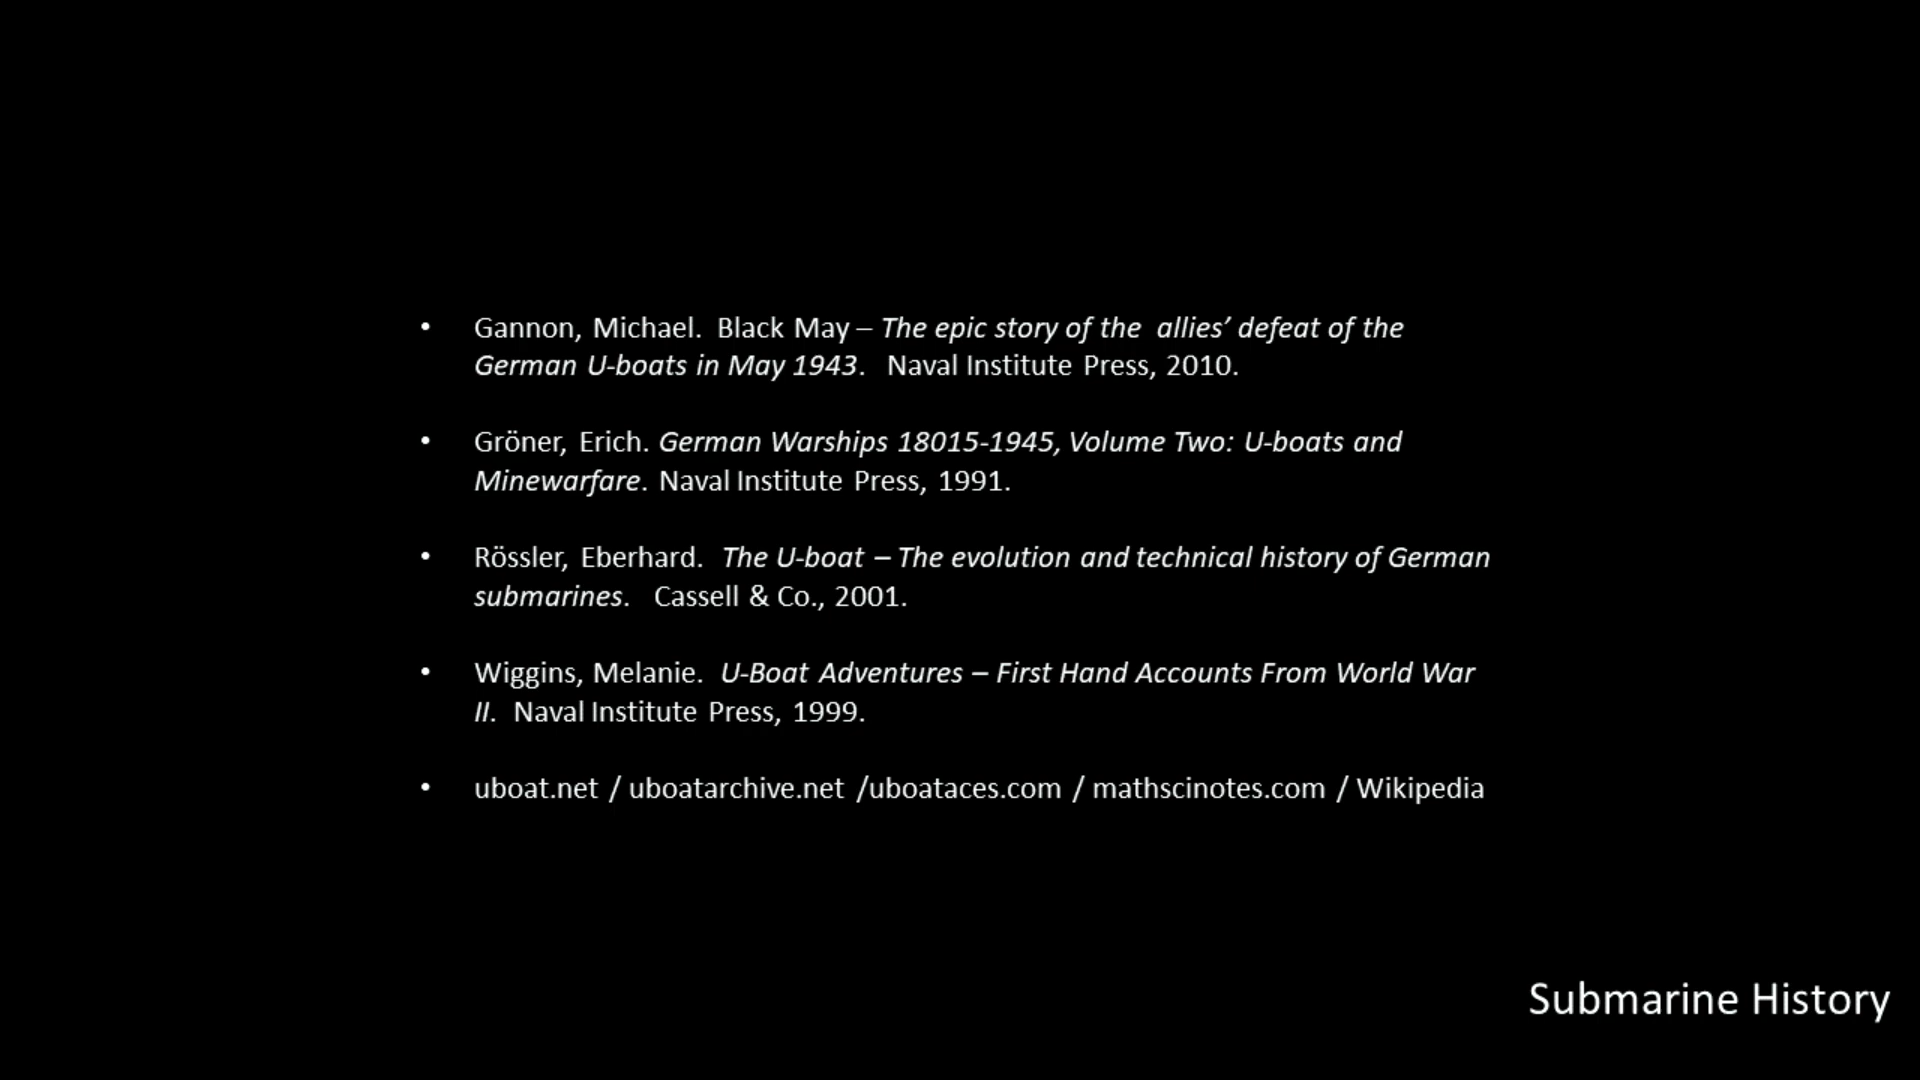 • Gannon, Michael. Black May – The epic story of the allies’ defeat of the
German U-boats in May 1943. Naval Institute Press, 2010.
• Gröner, Erich. German Warships 18015-1945, Volume Two: U-boats and
Minewarfare. Naval Institute Press, 1991.
• Rössler, Eberhard. The U-boat – The evolution and technical history of German
submarines. Cassell & Co., 2001.
• Wiggins, Melanie. U-Boat Adventures – First Hand Accounts From World War
II. Naval Institute Press, 1999.
• uboat.net / uboatarchive.net /uboataces.com / mathscinotes.com / Wikipedia
Submarine History